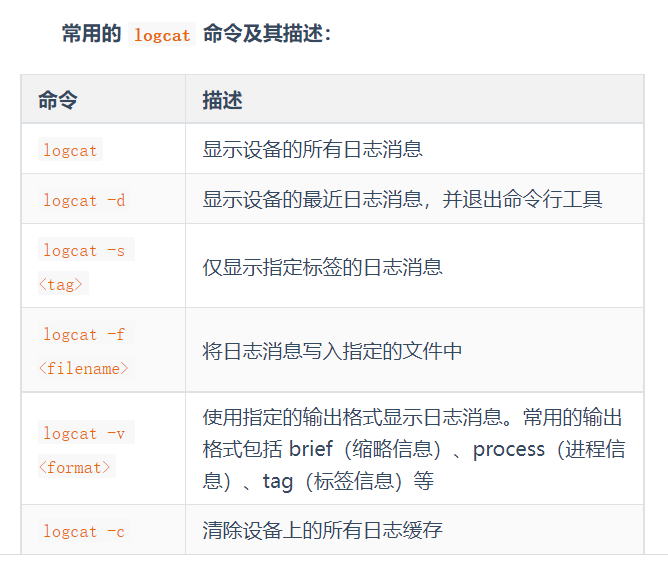 常用的 logcat 命令及其描述：
命令 描述
logcat 显示设备的所有日志消息
logcat -d 显示设备的最近日志消息，并退出命令行工具
logcat -s
<tag>
仅显示指定标签的日志消息
logcat -f
<filename>
将日志消息写入指定的文件中
logcat -v
<format>
使用指定的输出格式显示日志消息。常用的输出
格式包括 brief（缩略信息）、process（进程信
息）、tag（标签信息）等
logcat -c 清除设备上的所有日志缓存